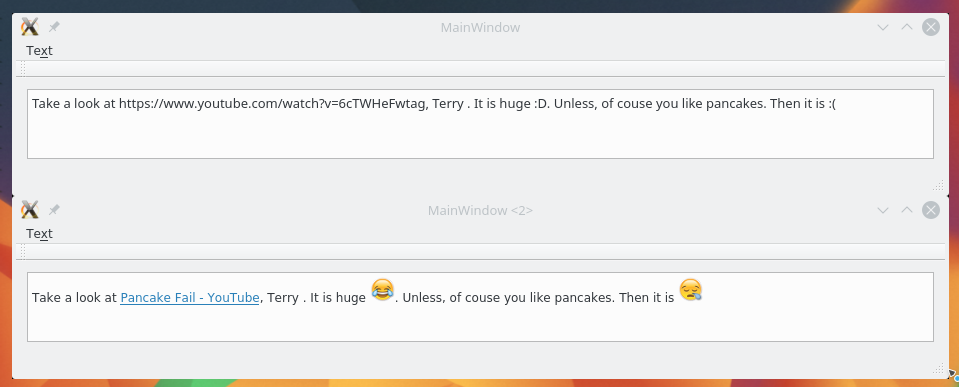 MainWindow
Text
Take a look at https://www.youtube.com/watch?v=6cTWHeFwtag, Terry . It is huge :D. Unless, of couse you like pancakes. Then it is :(
MainWindow <2>
Text
Take a look at Pancake Fail - YouTube, Terry . It is huge 😂. Unless, of couse you like pancakes. Then it is 😪